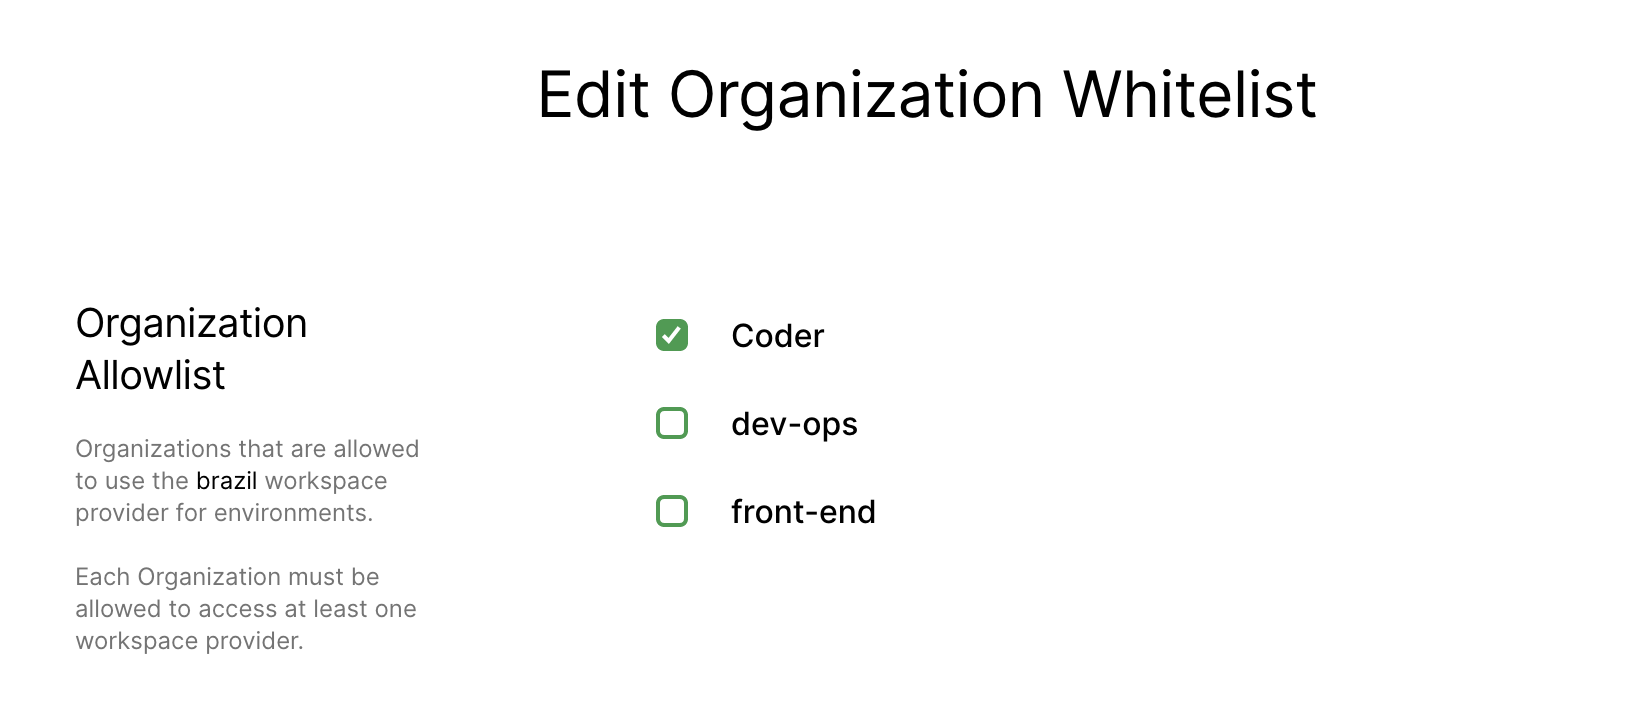 Edit Organization Whitelist
Organization
Allowlist
Organizations that are allowed
to use the brazil workspace
provider for environments.
Each Organization must be
allowed to access at least one
workspace provider.
Coder
dev-ops
front-end